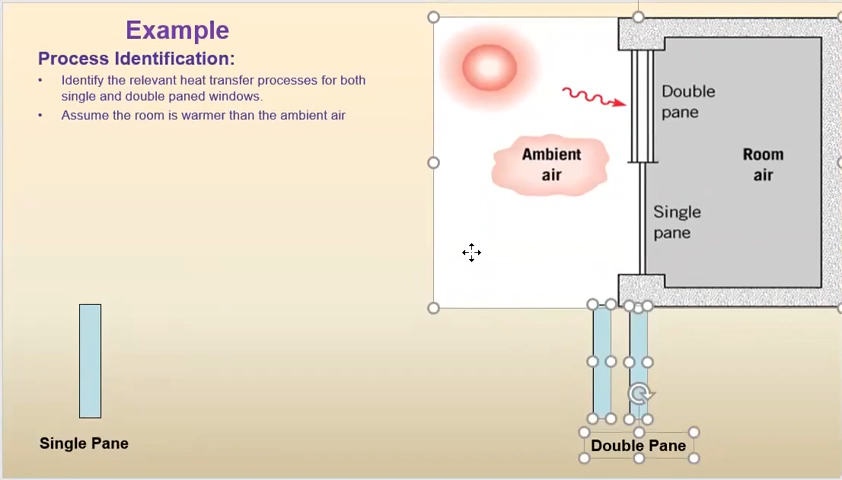 Example
Process Identification:
• Identify the relevant heat transfer processes for both
single and double paned windows.
• Assume the room is warmer than the ambient air
Double
pane
Ambient
air
Room
air
Single
pane
Single Pane
Double Pane